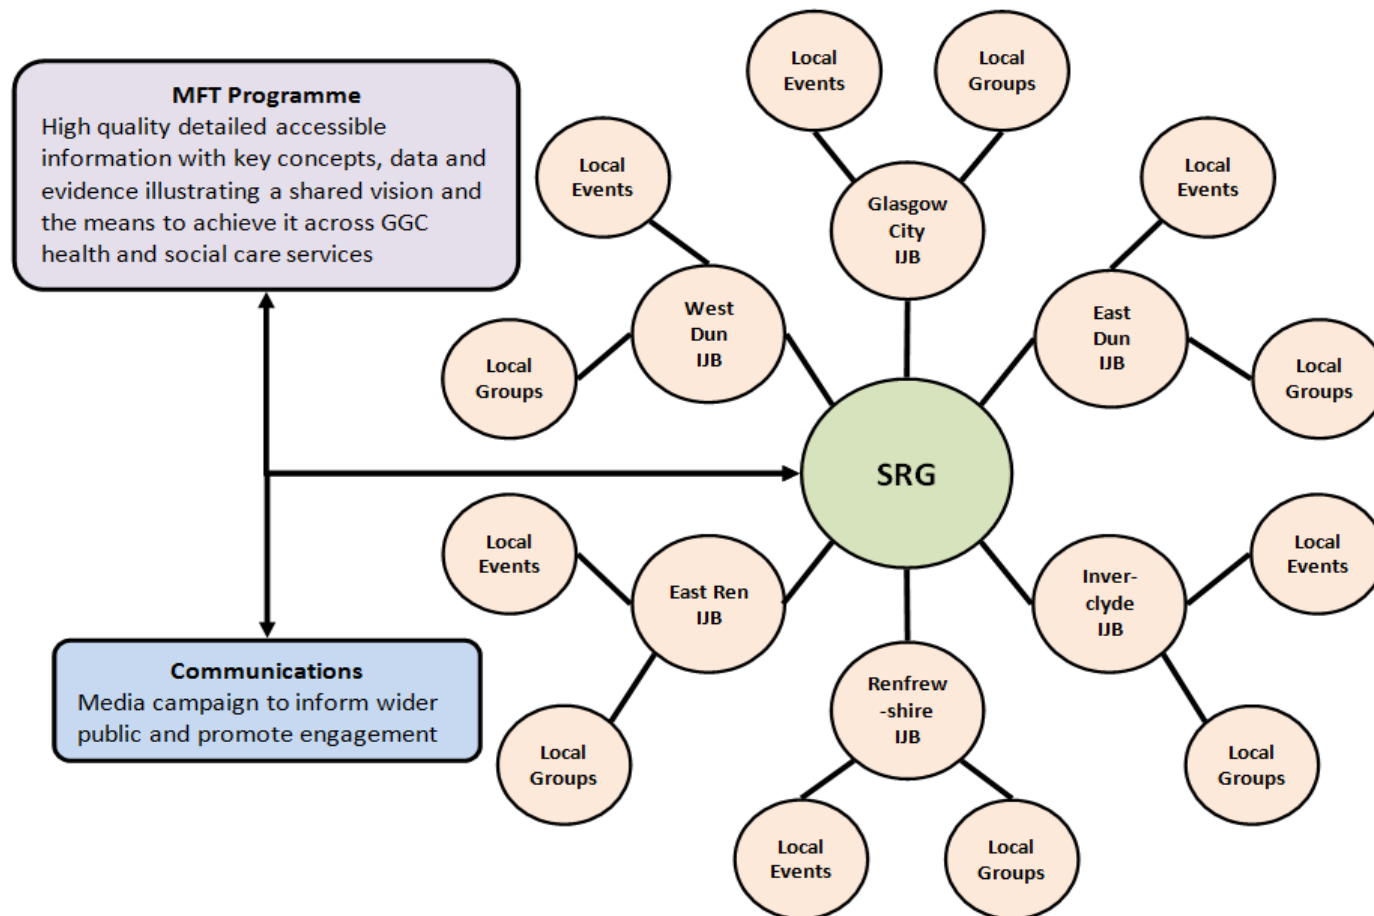 MFT Programme
High quality detailed accessible
information with key concepts, data and
evidence illustrating a shared vision and
the means to achieve it across GGC
health and social care services
Communications
Media campaign to inform wider
public and promote engagement
SRG
Glasgow
City
IJB
Local
Events
Local
Groups
East
Dun
IJB
Local
Events
Local
Groups
Inver-
clyde
IJB
Local
Events
Local
Groups
Renfrew
-shire
IJB
Local
Events
Local
Groups
East Ren
IJB
Local
Events
Local
Groups
West
Dun
IJB
Local
Events
Local
Groups